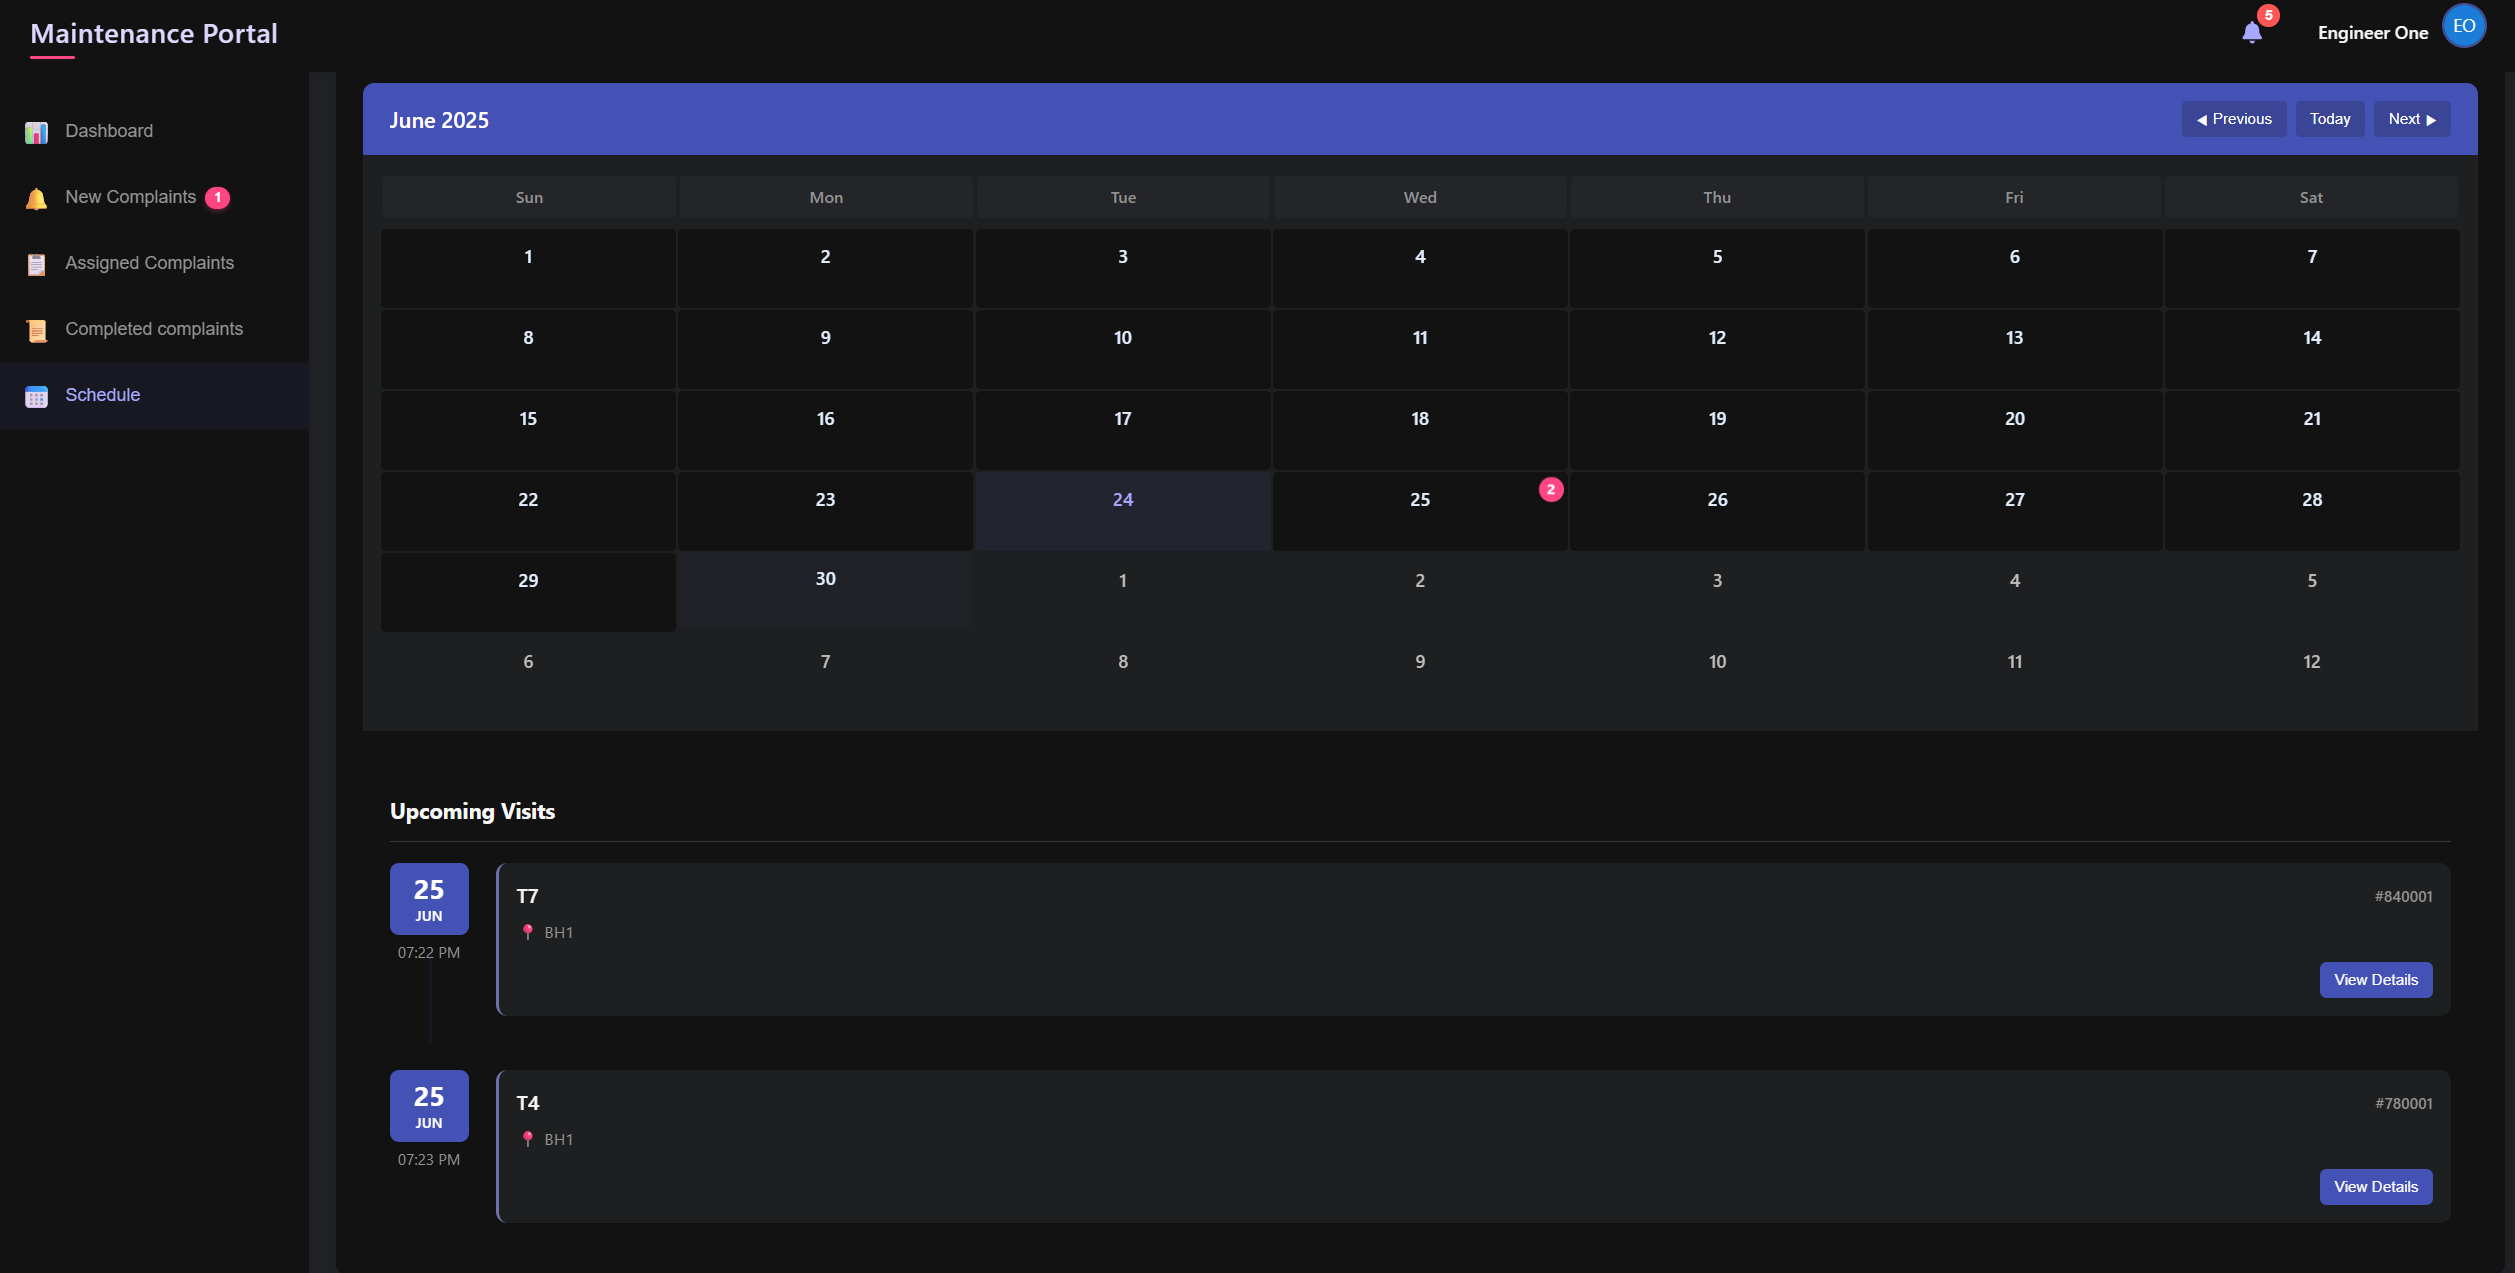 Maintenance Portal
5
Engineer One
EO
Dashboard
New Complaints 1
Assigned Complaints
Completed complaints
Schedule
June 2025
◀ Previous
Today
Next ▶
Sun Mon Tue Wed Thu Fri Sat
1 2 3 4 5 6 7
8 9 10 11 12 13 14
15 16 17 18 19 20 21
22 23 24 25 2 26 27 28
29 30 1 2 3 4 5
6 7 8 9 10 11 12
Upcoming Visits
25
JUN
07:22 PM
T7
#840001
BH1
View Details
25
JUN
07:23 PM
T4
#780001
BH1
View Details